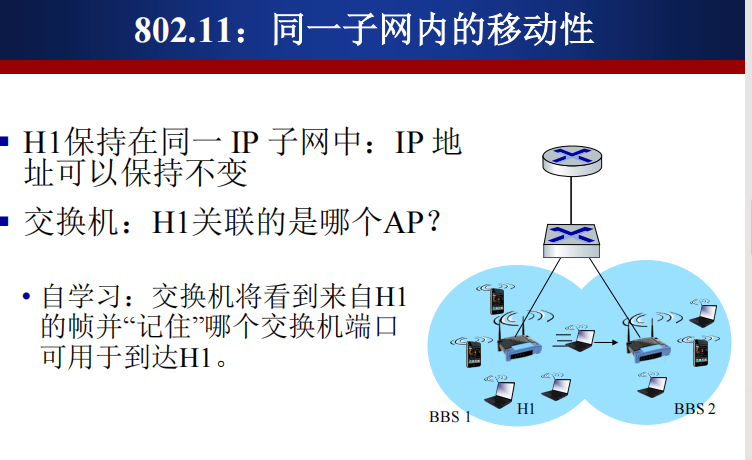 802.11：同一子网内的移动性
▪ H1保持在同一 IP 子网中：IP 地
址可以保持不变
▪ 交换机：H1关联的是哪个AP？
• 自学习：交换机将看到来自H1
的帧并“记住”哪个交换机端口
可用于到达H1。
H1
BBS 1
BBS 2